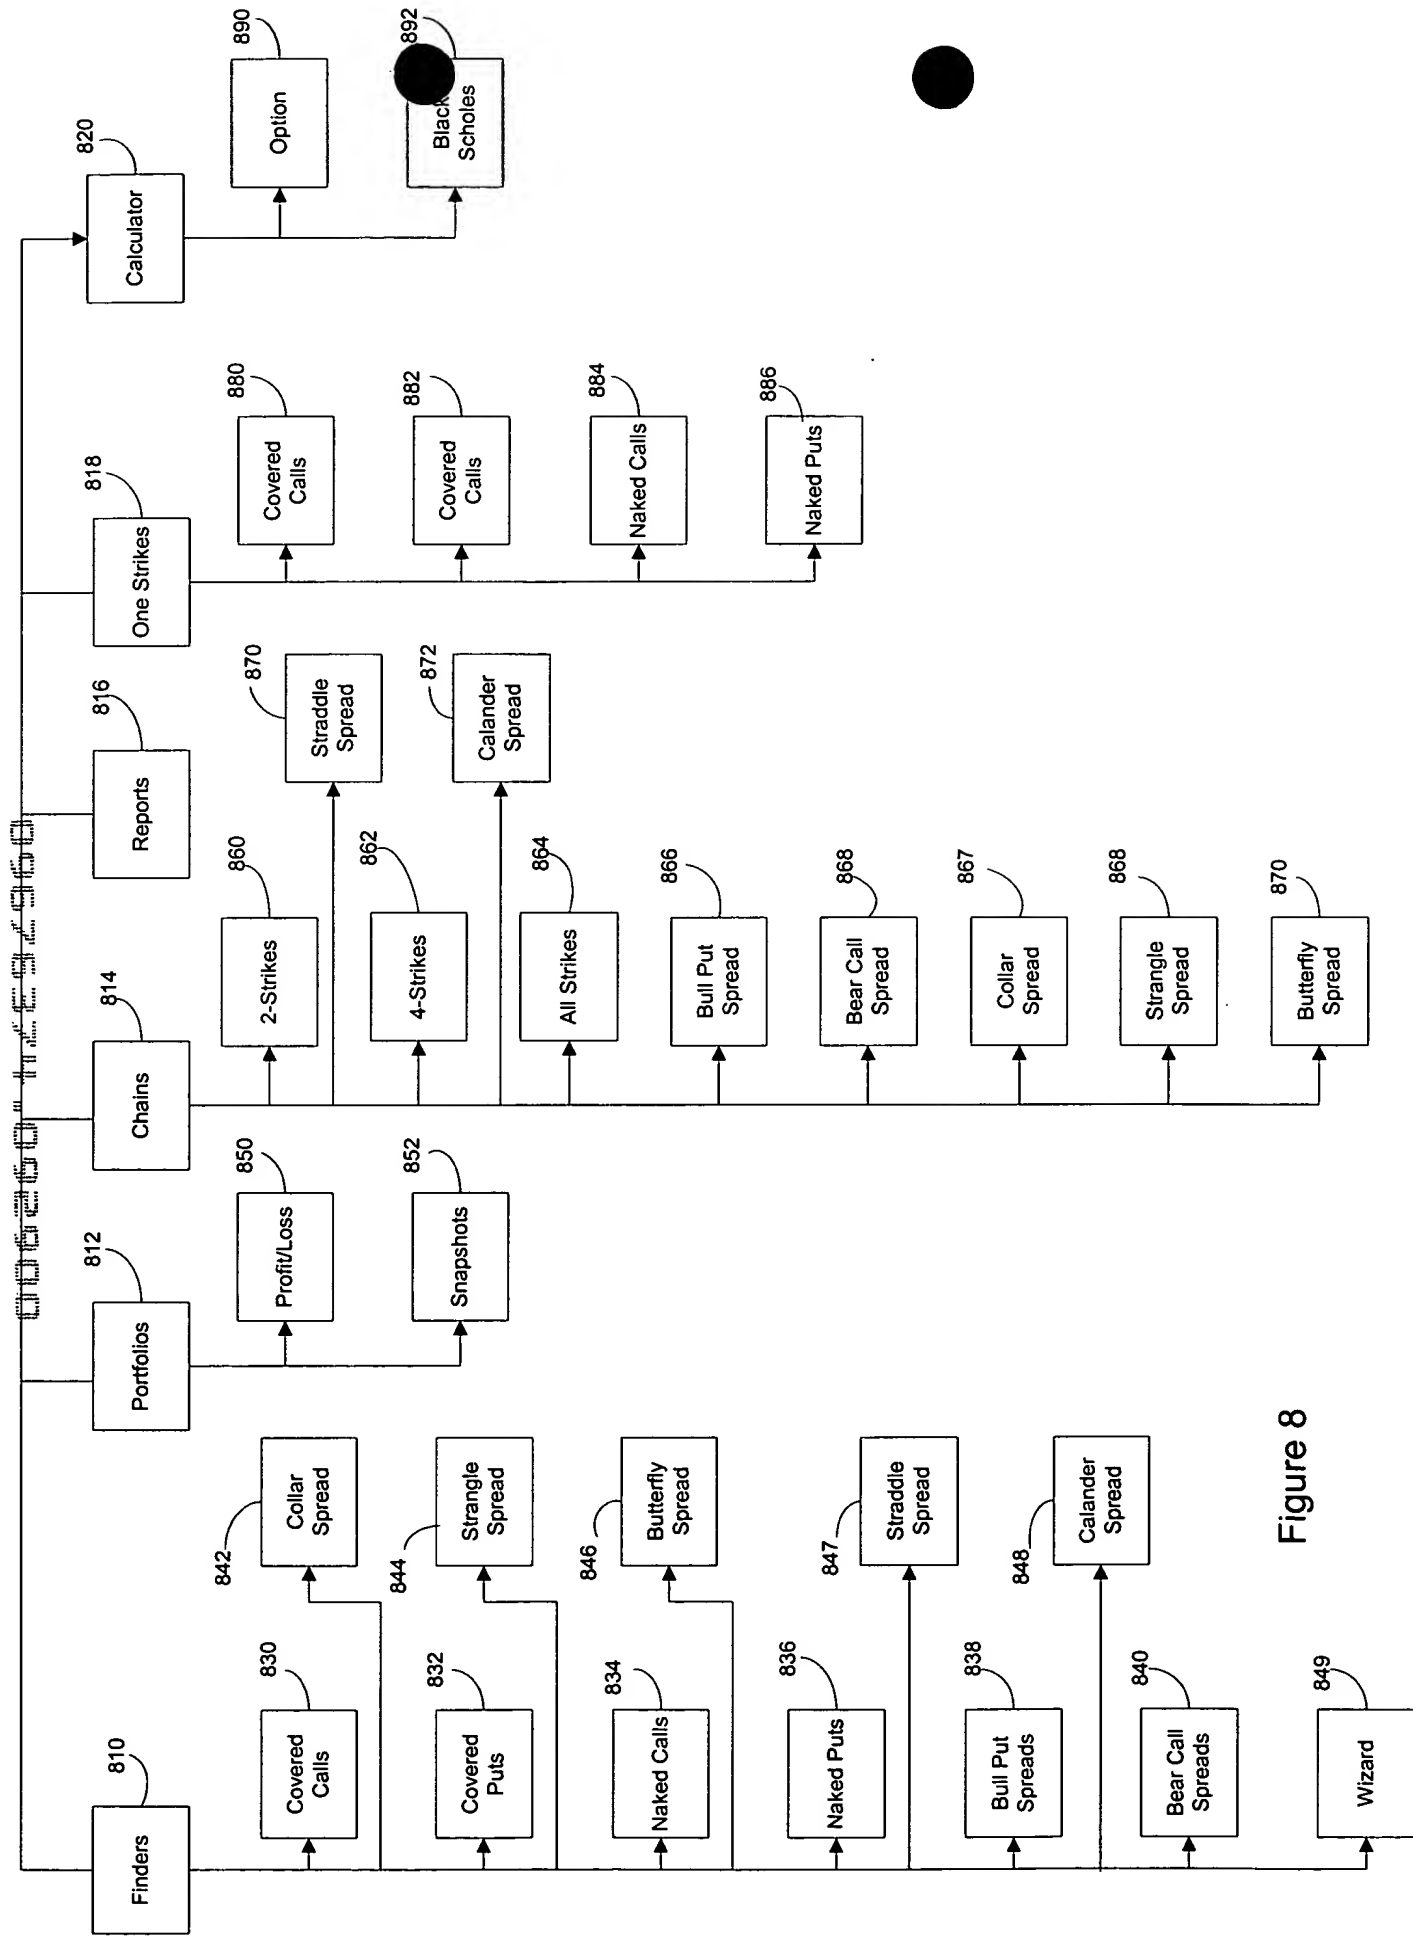 Finders
810
Portfolios
812
Chains
814
Reports
816
One Strikes
818
Calculator
820
Covered
Calls
830
Covered
Puts
832
Naked Calls
834
Naked Puts
836
Bull Put
Spreads
838
Bear Call
Spreads
840
Wizard
849
Collar
Spread
842
Strangle
Spread
844
Butterfly
Spread
846
Straddle
Spread
847
Calander
Spread
848
Profit/Loss
850
Snapshots
852
2-Strikes
860
4-Strikes
862
All Strikes
864
Bull Put
Spread
866
Bear Call
Spread
868
Collar
Spread
867
Strangle
Spread
868
Butterfly
Spread
870
Straddle
Spread
870
Calander
Spread
872
Covered
Calls
880
Covered
Calls
882
Naked Calls
884
Naked Puts
886
Option
890
Black
Scholes
892
Figure 8